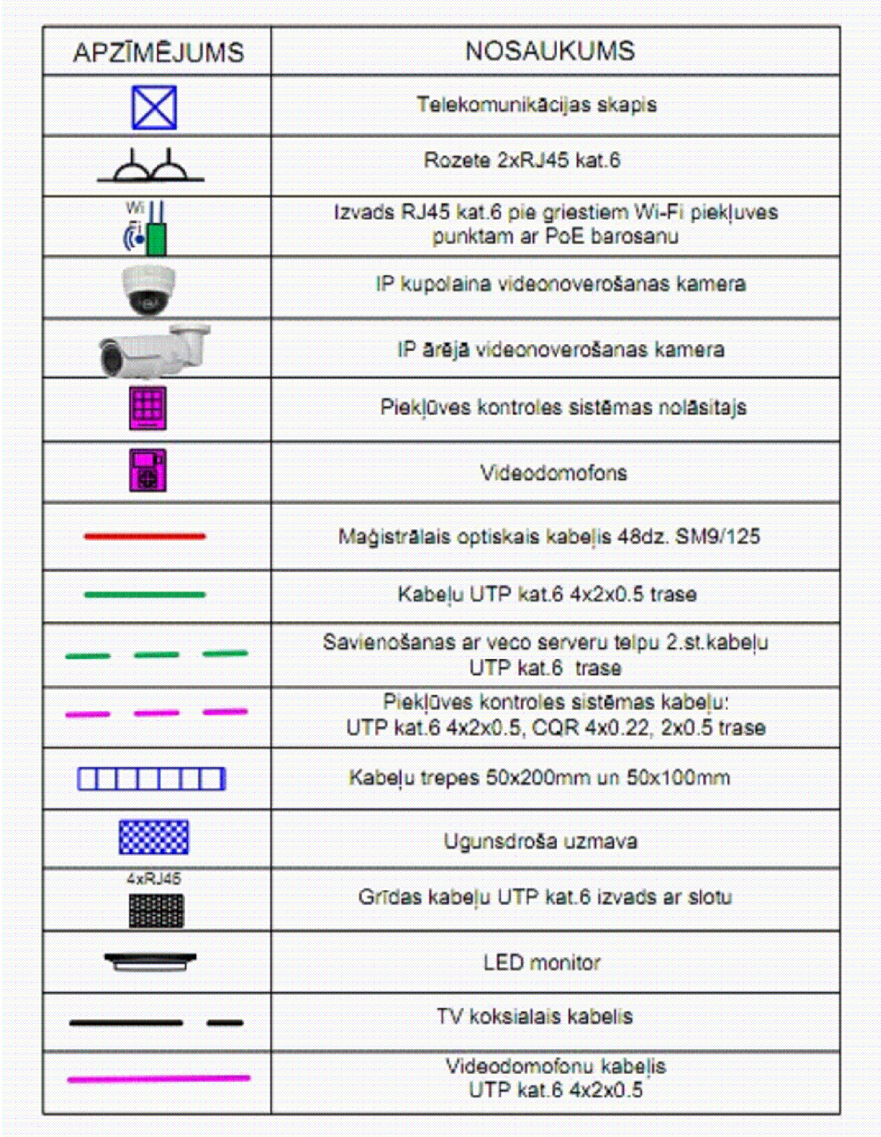 APZĪMĒJUMS NOSAUKUMS
Telekomunikācijas skapis
Rozete 2xRJ45 kat.6
Wi
Fi
Izvads RJ45 kat.6 pie griestiem Wi-Fi piekļuves
punktam ar PoE barosanu
IP kupolaina videonoverošanas kamera
IP ārējā videonoverošanas kamera
Piekļūves kontroles sistēmas nolāsitajs
Videodomofons
Maģistrālais optiskais kabeļis 48dz. SM9/125
Kabeļu UTP kat.6 4x2x0.5 trase
Savienošanas ar veco serveru telpu 2.st.kabeļu
UTP kat.6 trase
Piekļūves kontroles sistēmas kabeļu:
UTP kat.6 4x2x0.5, CQR 4x0.22, 2x0.5 trase
Kabeļu trepes 50x200mm un 50x100mm
Ugunsdroša uzmava
4xRJ45
Grīdas kabeļu UTP kat.6 izvads ar slotu
LED monitor
TV koksialais kabelis
Videodomofonu kabeļis
UTP kat.6 4x2x0.5